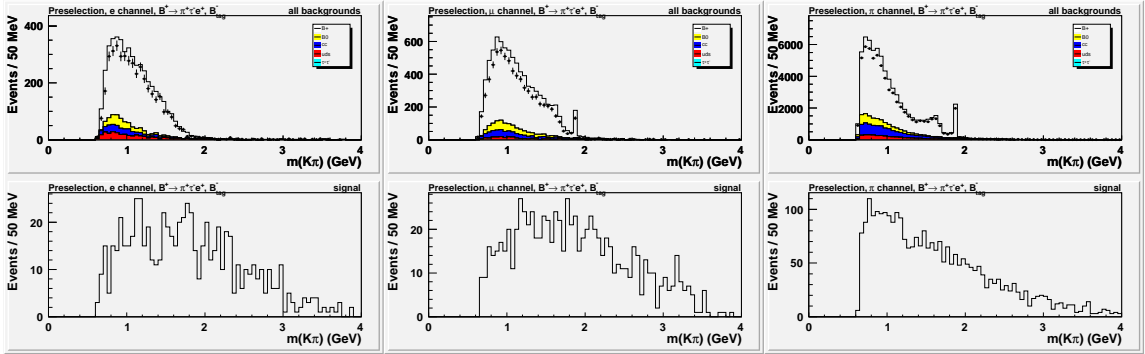 Preselection, e channel, B⁺→ π⁺τ⁻e⁺, B⁻tag all backgrounds
Events / 50 MeV
400
200
0
B+
B0
cc
uds
τ+τ-
0 1 2 3 4
m(Kπ) (GeV)
Preselection, μ channel, B⁺→ π⁺τ⁻e⁺, B⁻tag all backgrounds
Events / 50 MeV
600
400
200
0
B+
B0
cc
uds
τ+τ-
0 1 2 3 4
m(Kπ) (GeV)
Preselection, π channel, B⁺→ π⁺τ⁻e⁺, B⁻tag all backgrounds
Events / 50 MeV
6000
4000
2000
0
B+
B0
cc
uds
τ+τ-
0 1 2 3 4
m(Kπ) (GeV)
Preselection, e channel, B⁺→ π⁺τ⁻e⁺, B⁻tag signal
Events / 50 MeV
20
10
0
0 1 2 3 4
m(Kπ) (GeV)
Preselection, μ channel, B⁺→ π⁺τ⁻e⁺, B⁻tag signal
Events / 50 MeV
20
10
0
0 1 2 3 4
m(Kπ) (GeV)
Preselection, π channel, B⁺→ π⁺τ⁻e⁺, B⁻tag signal
Events / 50 MeV
100
50
0
0 1 2 3 4
m(Kπ) (GeV)